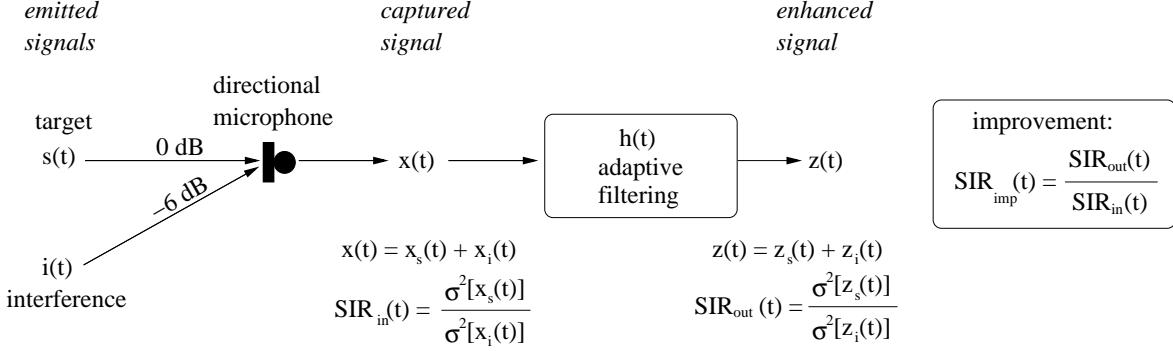 emitted signals
captured signal
enhanced signal
directional microphone
target
s(t)
0 dB
−6 dB
i(t)
interference
x(t)
h(t)
adaptive
filtering
z(t)
x(t) = x_s(t) + x_i(t)
SIR_in(t) = σ²[x_s(t)] / σ²[x_i(t)]
z(t) = z_s(t) + z_i(t)
SIR_out (t) = σ²[z_s(t)] / σ²[z_i(t)]
improvement:
SIR_imp(t) = SIR_out(t) / SIR_in(t)